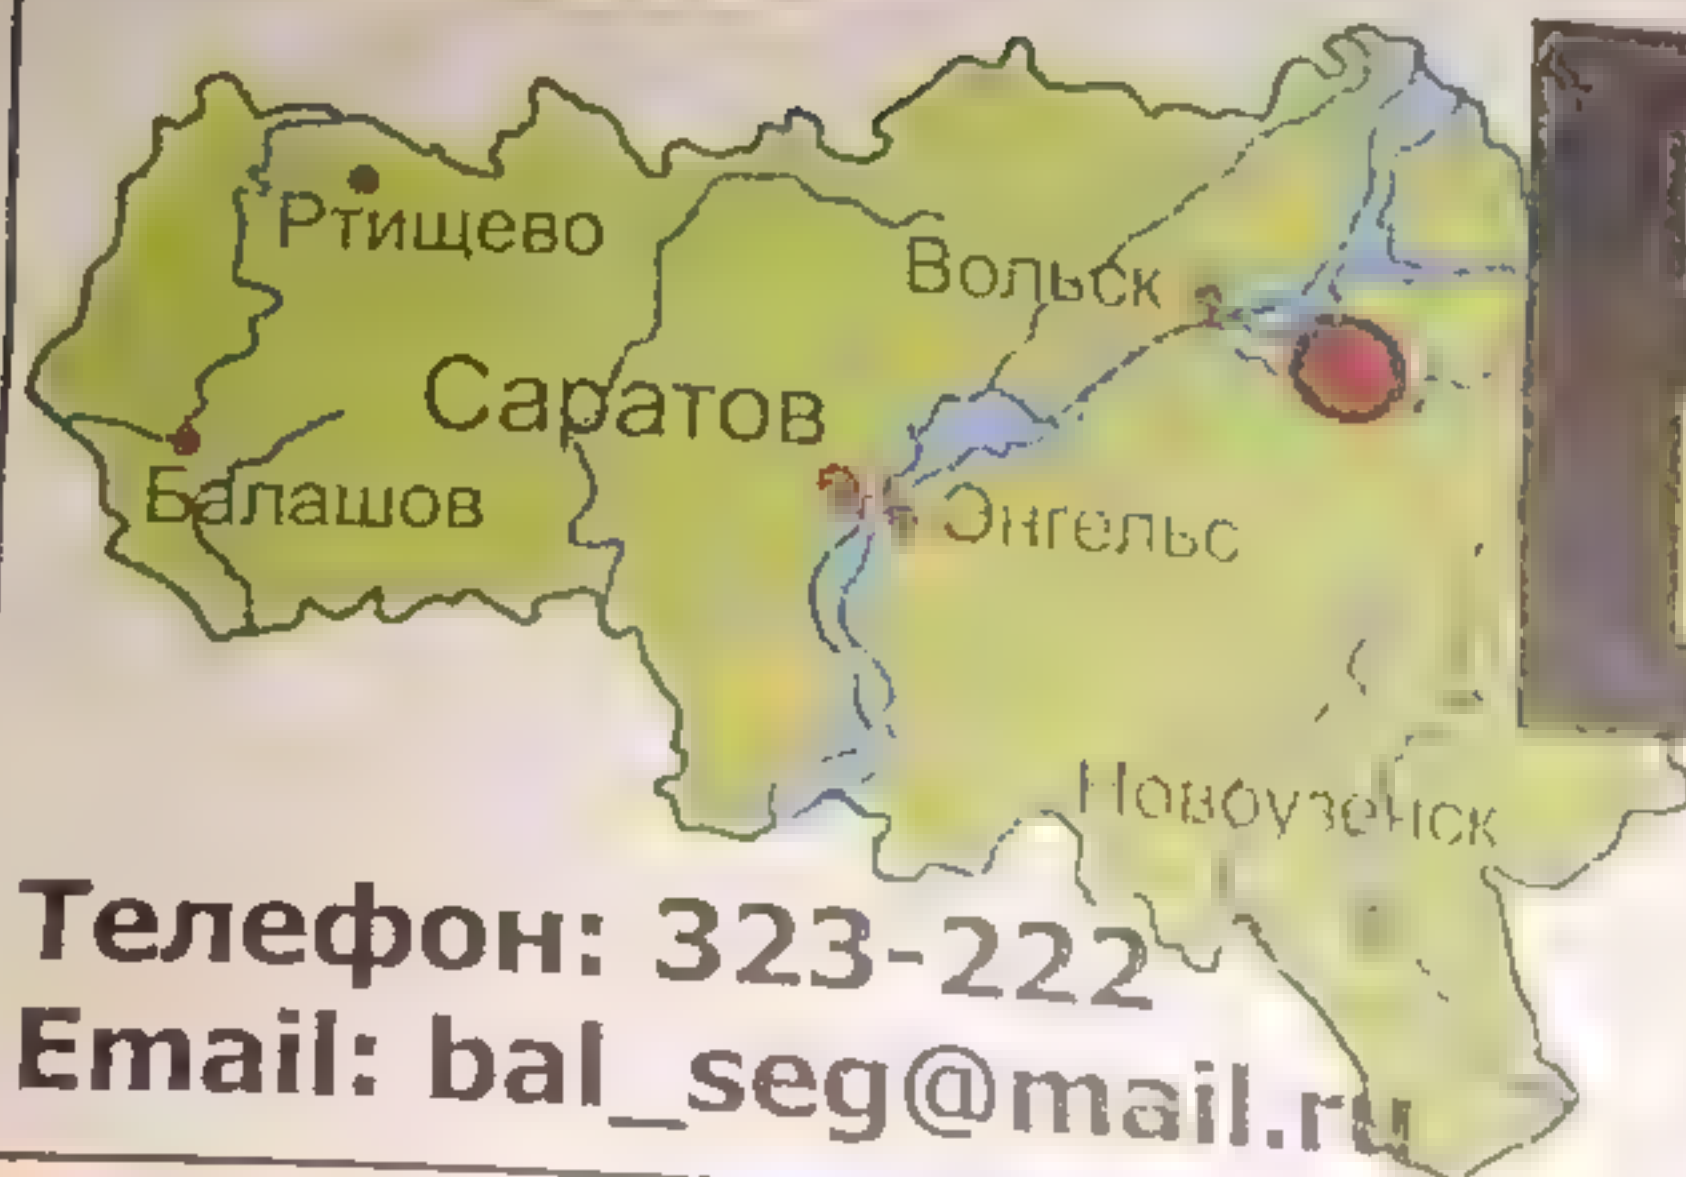 Ртищево
Вольск
Саратов
Балашов
Энгельс
Новоузенск
Телефон: 323-222
Email: bal_seg@mail.ru